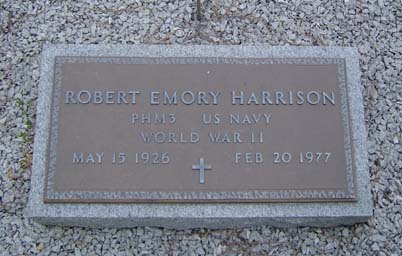 ROBERT EMORY HARRISON
PHM3 US NAVY
WORLD WAR II
MAY 15 1926 FEB 20 1977